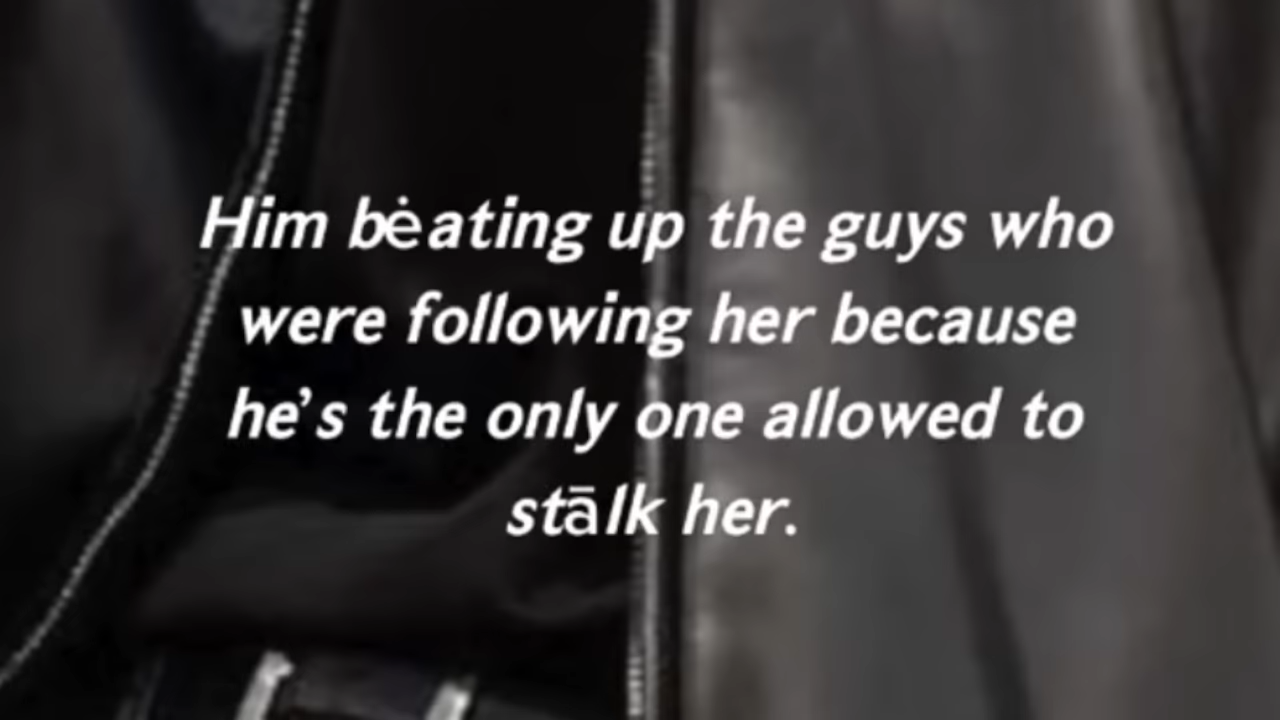 Him bėating up the guys who
were following her because
he's the only one allowed to
stālk her.